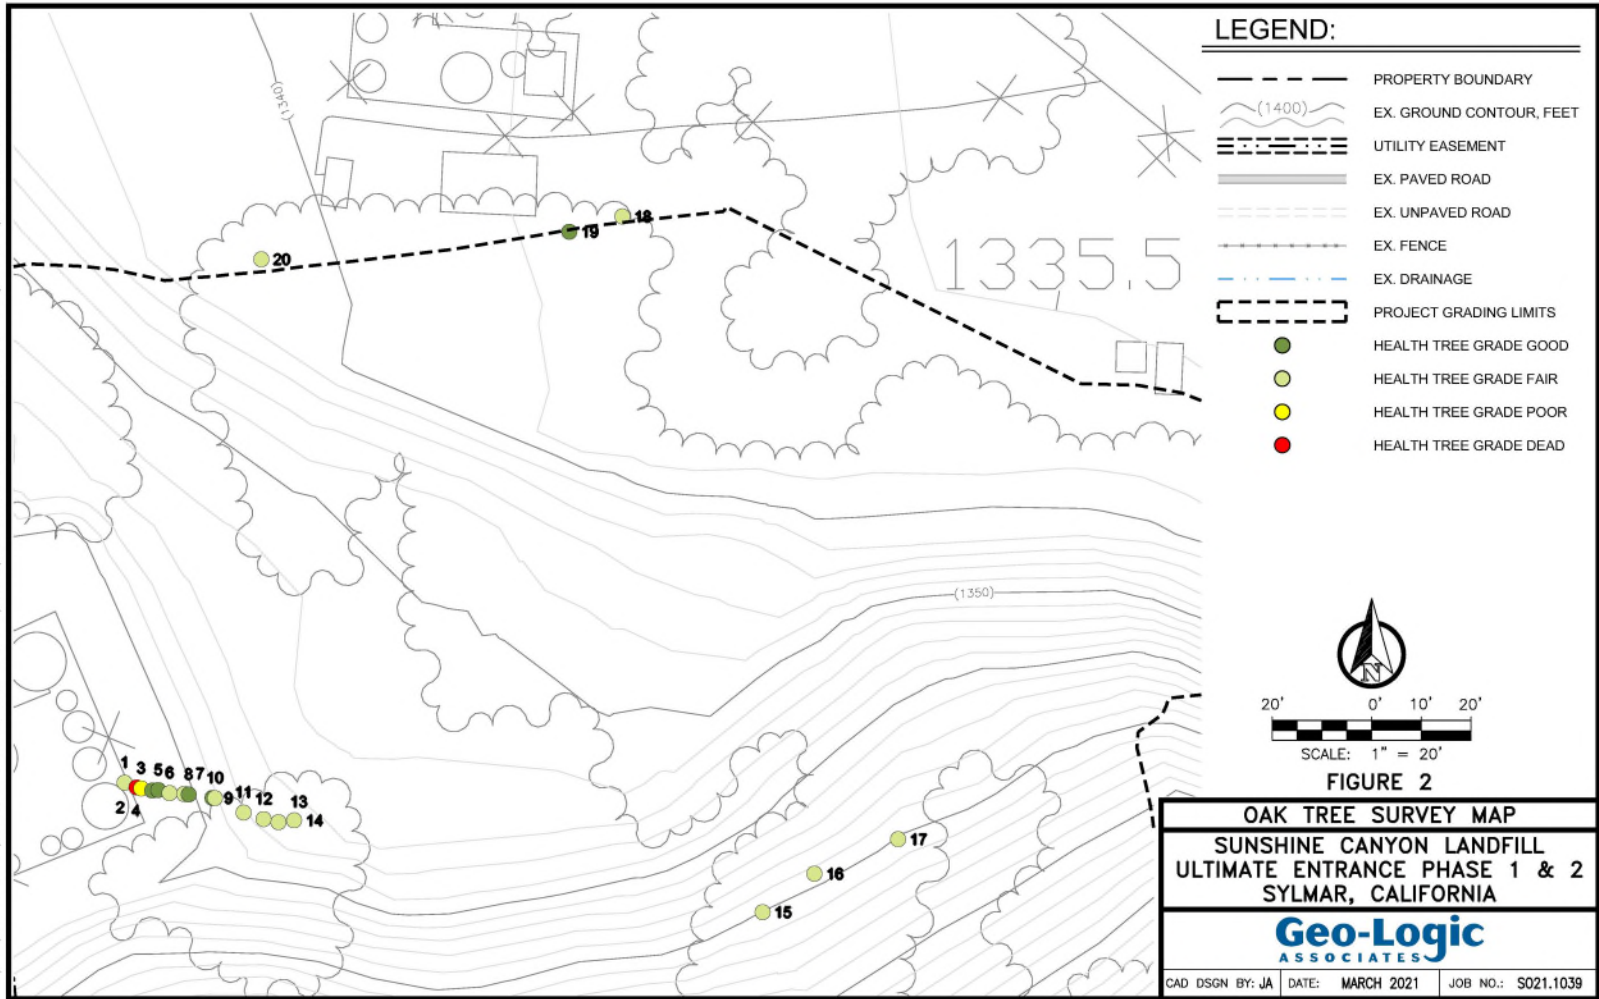 LEGEND:
PROPERTY BOUNDARY
(1400)
EX. GROUND CONTOUR, FEET
UTILITY EASEMENT
EX. PAVED ROAD
EX. UNPAVED ROAD
EX. FENCE
EX. DRAINAGE
PROJECT GRADING LIMITS
HEALTH TREE GRADE GOOD
HEALTH TREE GRADE FAIR
HEALTH TREE GRADE POOR
HEALTH TREE GRADE DEAD
(1340)
18
19
20
1335.5
(1350)
1 3 5 6 8 7 10
2 4
9 11 12 13
14
17
16
15
N
20' 0' 10' 20'
SCALE: 1" = 20'
FIGURE 2
OAK TREE SURVEY MAP
SUNSHINE CANYON LANDFILL
ULTIMATE ENTRANCE PHASE 1 & 2
SYLMAR, CALIFORNIA
Geo-Logic
ASSOCIATES
CAD DSGN BY: JA DATE: MARCH 2021 JOB NO.: SO21.1039